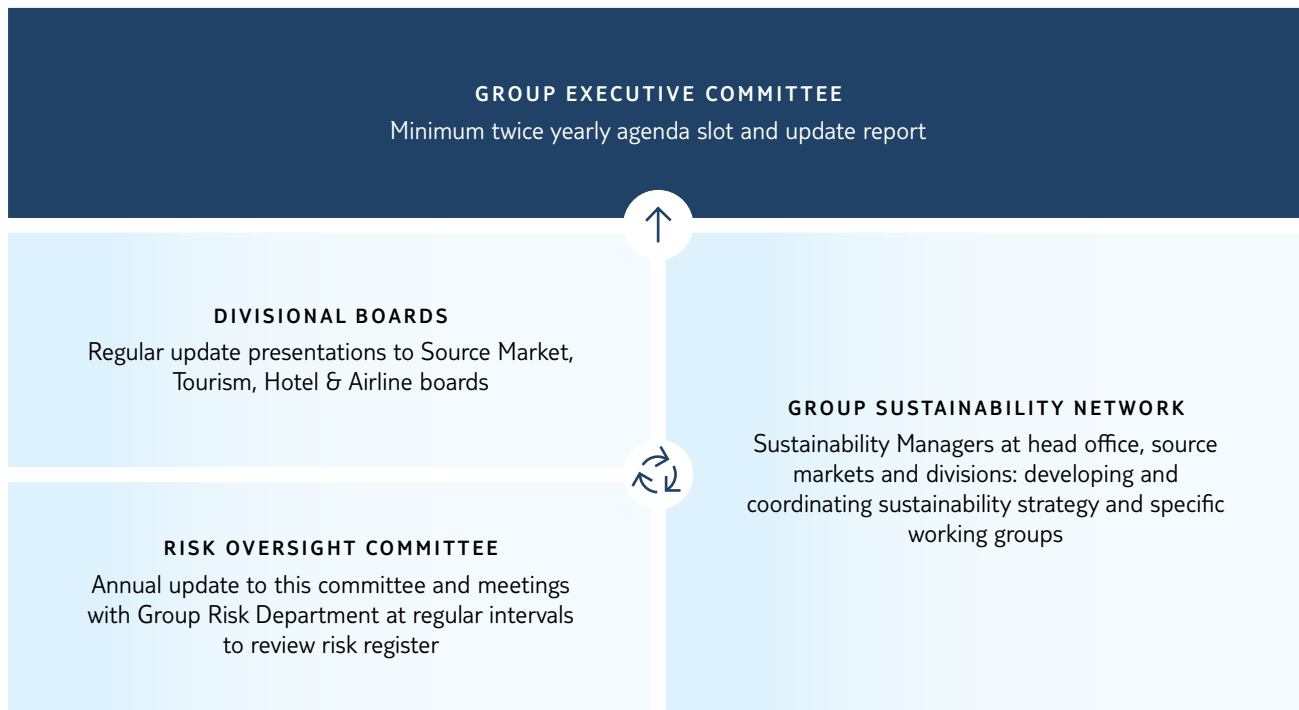 GROUP EXECUTIVE COMMITTEE
Minimum twice yearly agenda slot and update report
DIVISIONAL BOARDS
Regular update presentations to Source Market,
Tourism, Hotel & Airline boards
RISK OVERSIGHT COMMITTEE
Annual update to this committee and meetings
with Group Risk Department at regular intervals
to review risk register
GROUP SUSTAINABILITY NETWORK
Sustainability Managers at head office, source
markets and divisions: developing and
coordinating sustainability strategy and specific
working groups